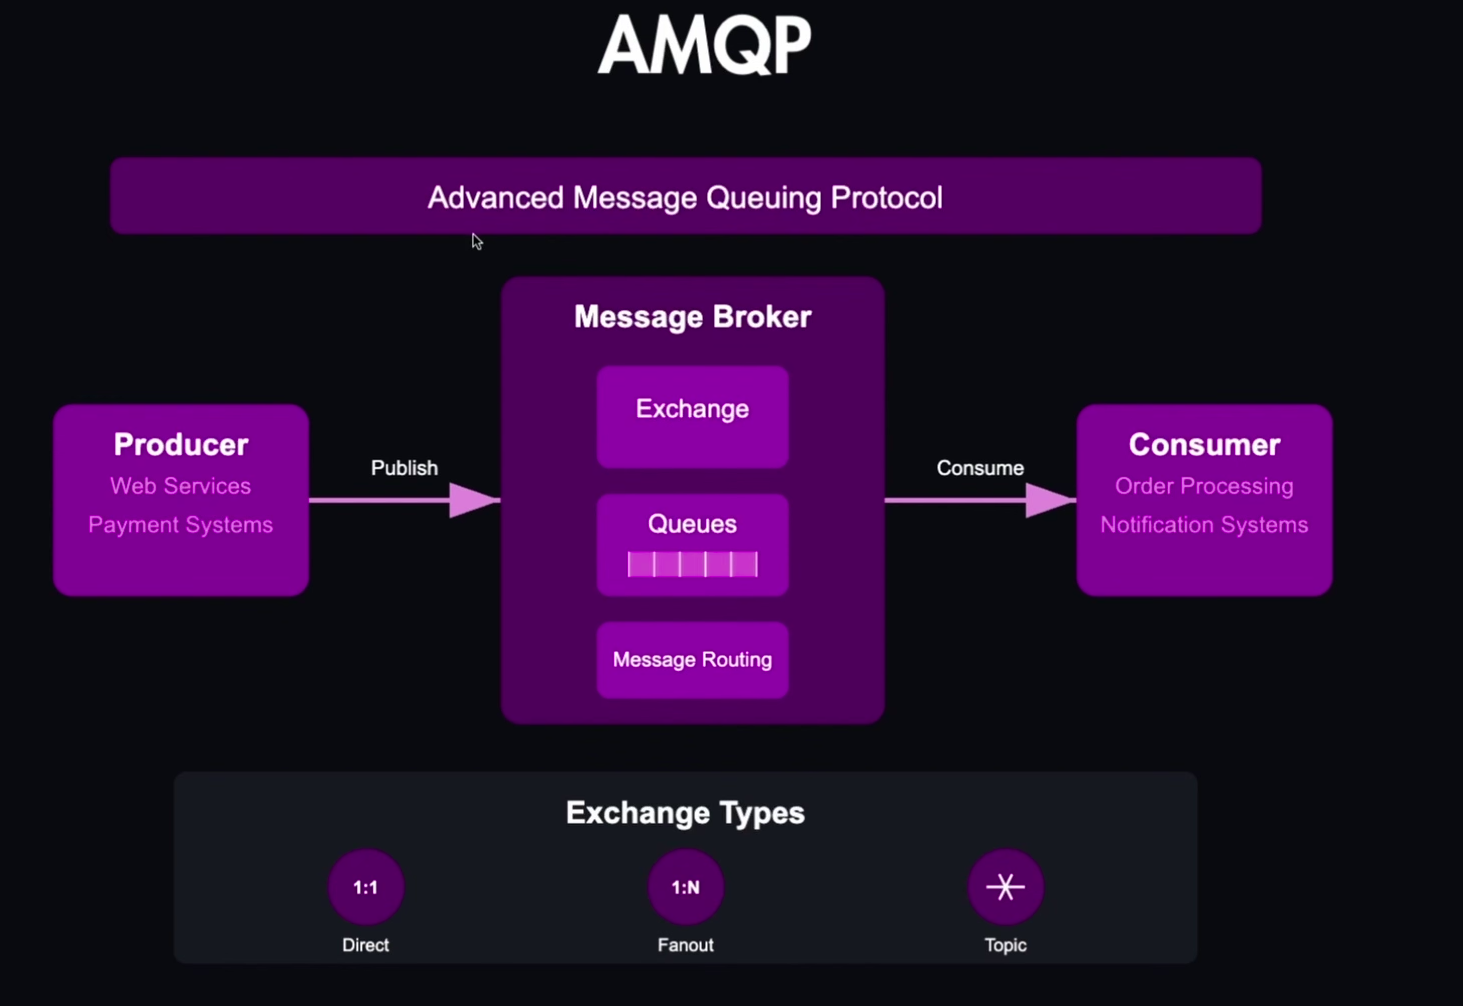 AMQP
Advanced Message Queuing Protocol
Message Broker
Exchange
Queues
Message Routing
Producer
Web Services
Payment Systems
Publish
Consume
Consumer
Order Processing
Notification Systems
Exchange Types
1:1
Direct
1:N
Fanout
Topic